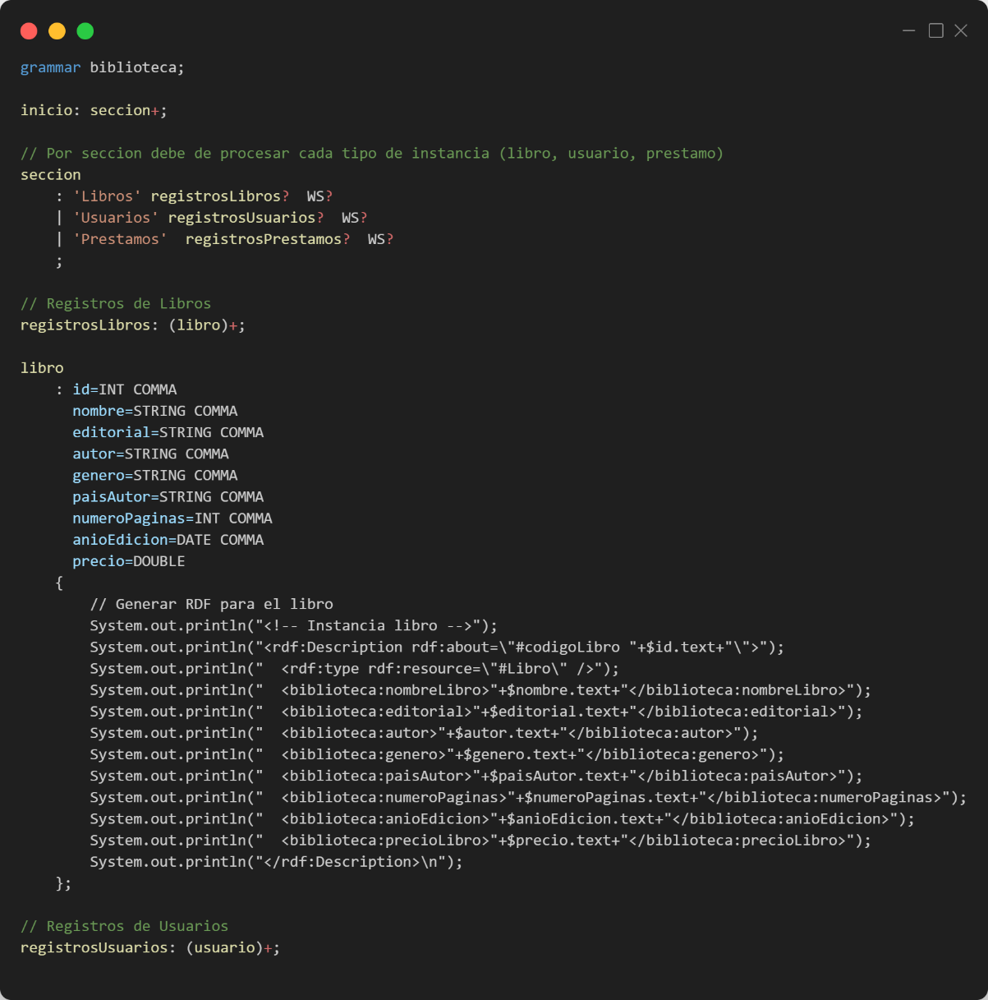 grammar biblioteca;

inicio: seccion+;

// Por seccion debe de procesar cada tipo de instancia (libro, usuario, prestamo)
seccion
    : 'Libros' registrosLibros?  WS?
    | 'Usuarios' registrosUsuarios?  WS?
    | 'Prestamos'  registrosPrestamos?  WS?
    ;

// Registros de Libros
registrosLibros: (libro)+;

libro
    : id=INT COMMA
      nombre=STRING COMMA
      editorial=STRING COMMA
      autor=STRING COMMA
      genero=STRING COMMA
      paisAutor=STRING COMMA
      numeroPaginas=INT COMMA
      anioEdicion=DATE COMMA
      precio=DOUBLE
    {
        // Generar RDF para el libro
        System.out.println("<!-- Instancia libro -->");
        System.out.println("<rdf:Description rdf:about=\"#codigoLibro "+$id.text+"\">");
        System.out.println("  <rdf:type rdf:resource=\"#Libro\" />");
        System.out.println("  <biblioteca:nombreLibro>"+$nombre.text+"</biblioteca:nombreLibro>");
        System.out.println("  <biblioteca:editorial>"+$editorial.text+"</biblioteca:editorial>");
        System.out.println("  <biblioteca:autor>"+$autor.text+"</biblioteca:autor>");
        System.out.println("  <biblioteca:genero>"+$genero.text+"</biblioteca:genero>");
        System.out.println("  <biblioteca:paisAutor>"+$paisAutor.text+"</biblioteca:paisAutor>");
        System.out.println("  <biblioteca:numeroPaginas>"+$numeroPaginas.text+"</biblioteca:numeroPaginas>");
        System.out.println("  <biblioteca:anioEdicion>"+$anioEdicion.text+"</biblioteca:anioEdicion>");
        System.out.println("  <biblioteca:precioLibro>"+$precio.text+"</biblioteca:precioLibro>");
        System.out.println("</rdf:Description>\n");
    };

// Registros de Usuarios
registrosUsuarios: (usuario)+;